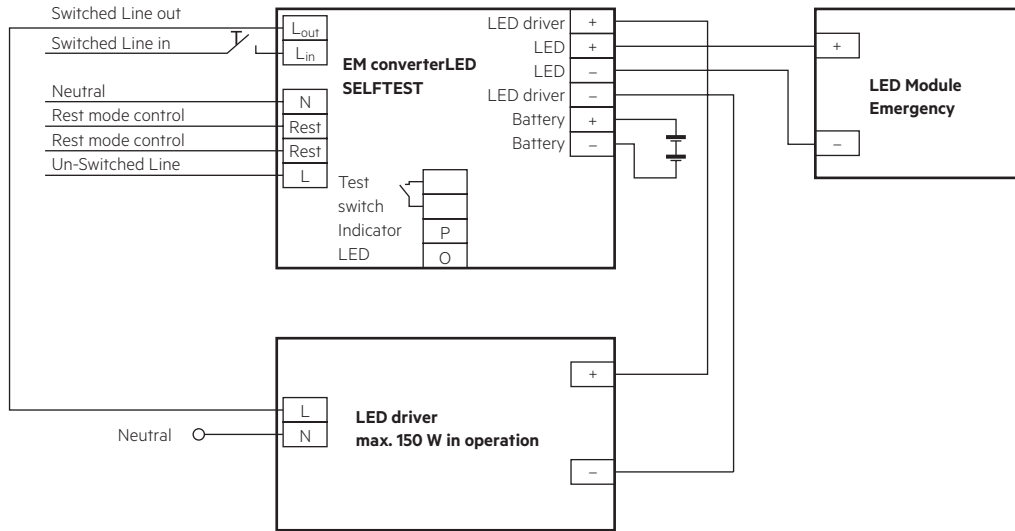 Switched Line out
Switched Line in
Neutral
Rest mode control
Rest mode control
Un-Switched Line
Lout
Lin
N
Rest
Rest
L
EM converterLED
SELFTEST
Test
switch
Indicator
LED
P
O
LED driver +
LED +
LED –
LED driver –
Battery +
Battery –
+
–
LED Module
Emergency
Neutral
L
N
LED driver
max. 150 W in operation
+
–